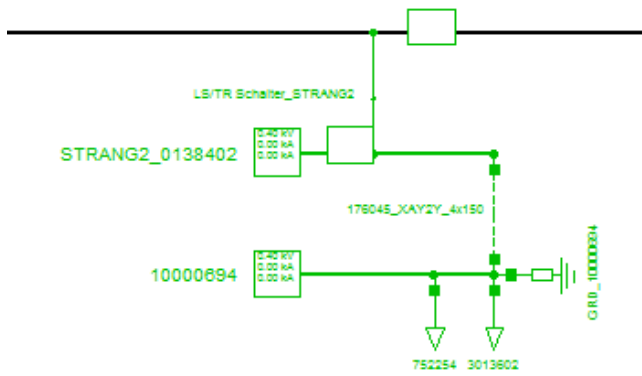 LS/TR Schalter_STRANG2
STRANG2_0138402
0.40 kV
0.00 kA
0.00 kA
176045_XAY2Y_4x150
10000694
0.40 kV
0.00 kA
0.00 kA
GRB_10000694
752254
3013602